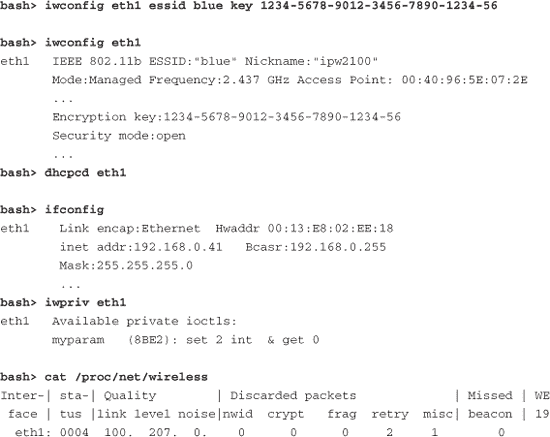 bash> iwconfig eth1 essid blue key 1234-5678-9012-3456-7890-1234-56
bash> iwconfig eth1
eth1 IEEE 802.11b ESSID:"blue" Nickname:"ipw2100"
Mode:Managed Frequency:2.437 GHz Access Point: 00:40:96:5E:07:2E
...
Encryption key:1234-5678-9012-3456-7890-1234-56
Security mode:open
...
bash> dhcpcd eth1
bash> ifconfig
eth1 Link encap:Ethernet Hwaddr 00:13:E8:02:EE:18
inet addr:192.168.0.41 Bcasr:192.168.0.255
Mask:255.255.255.0
...
bash> iwpriv eth1
eth1 Available private ioctls:
myparam (8BE2): set 2 int & get 0
bash> cat /proc/net/wireless
Inter-| sta-| Quality | Discarded packets | Missed | WE
face | tus |link level noise|nwid crypt frag retry misc| beacon | 19
eth1: 0004 100. 207. 0. 0 0 0 2 1 0